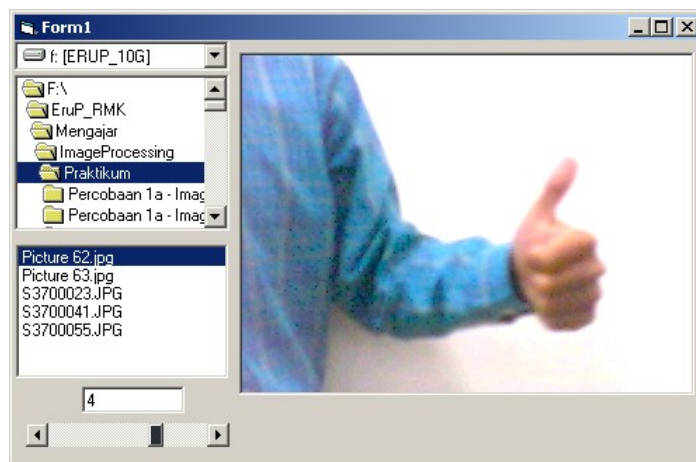 Form1
f: [ERUP_10G]
F:\
EruP_RMK
Mengajar
ImageProcessing
Praktikum
Percobaan 1a - Imag
Percobaan 1a - Imag
Picture 62.jpg
Picture 63.jpg
S3700023.JPG
S3700041.JPG
S3700055.JPG
4